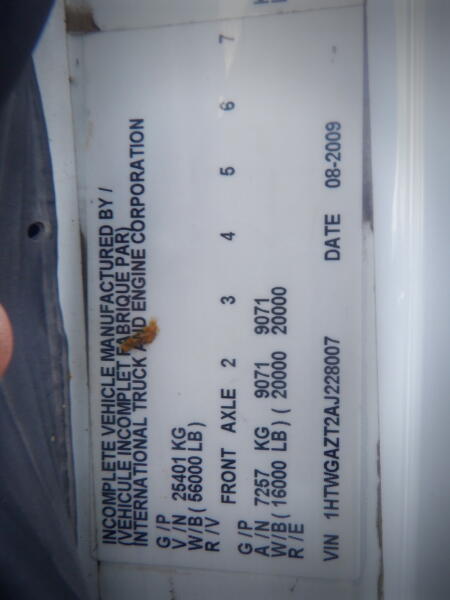 INCOMPLETE VEHICLE MANUFACTURED BY /
(VEHICULE INCOMPLET FABRIQUE PAR)
INTERNATIONAL TRUCK AND ENGINE CORPORATION
G /P
V /N 25401 KG
W/B ( 56000 LB )
R /V
FRONT AXLE 2 3 4 5 6 7
G /P
A /N 7257 KG 9071 9071
W/B ( 16000 LB ) ( 20000 20000
R /E
VIN 1HTWGAZT2AJ228007 DATE 08-2009